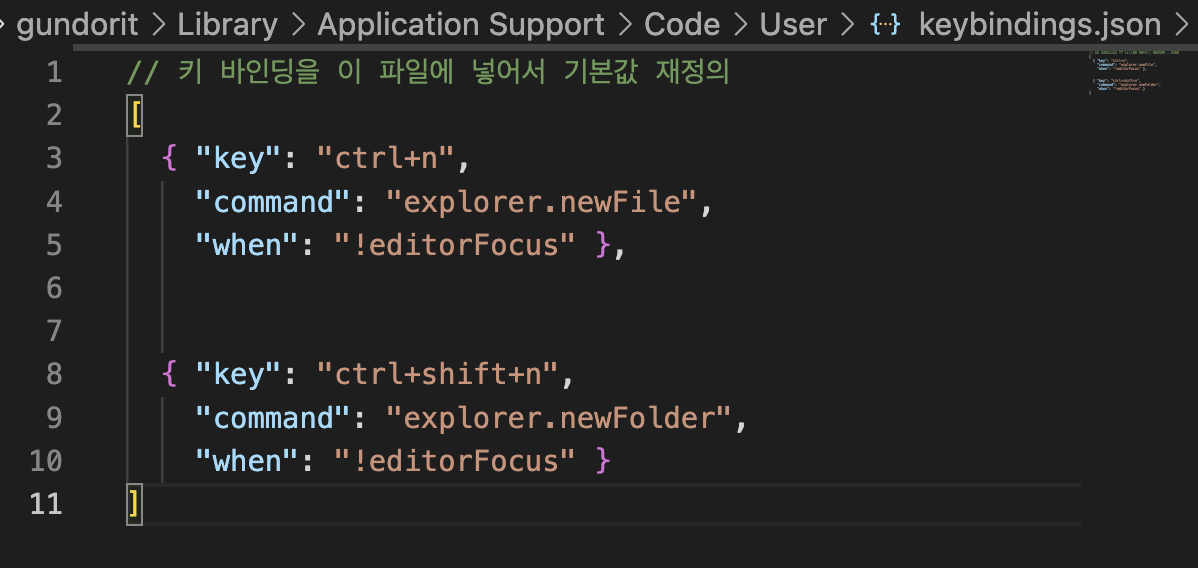 gundorit > Library > Application Support > Code > User > {··} keybindings.json >
1 // 키 바인딩을 이 파일에 넣어서 기본값 재정의
2 [
3 { "key": "ctrl+n",
4 "command": "explorer.newFile",
5 "when": "!editorFocus" },
6
7
8 { "key": "ctrl+shift+n",
9 "command": "explorer.newFolder",
10 "when": "!editorFocus" }
11 ]